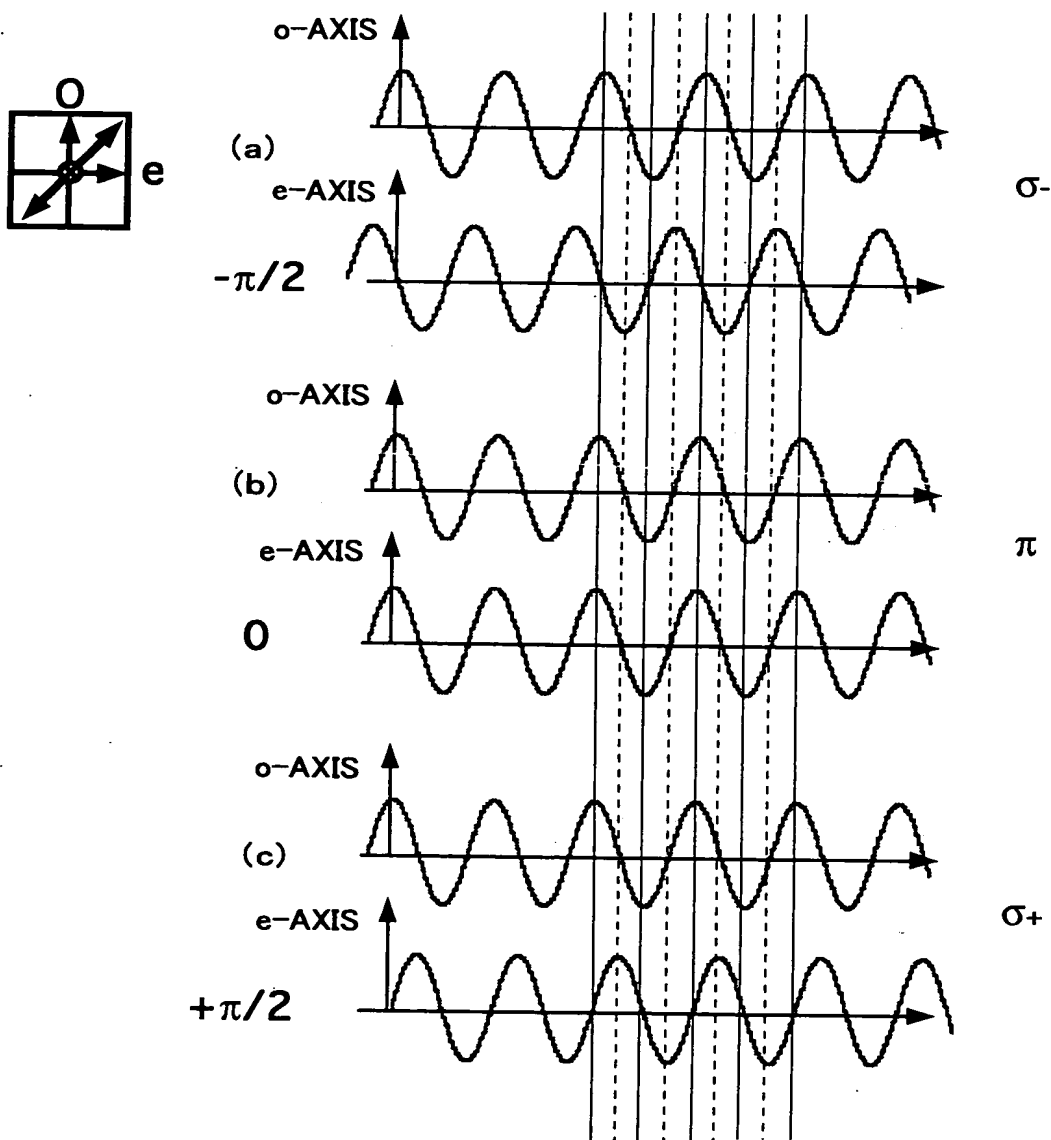 o-AXIS
O
e
(a)
e-AXIS
σ-
-π/2
o-AXIS
(b)
e-AXIS
π
0
o-AXIS
(c)
e-AXIS
σ+
+π/2